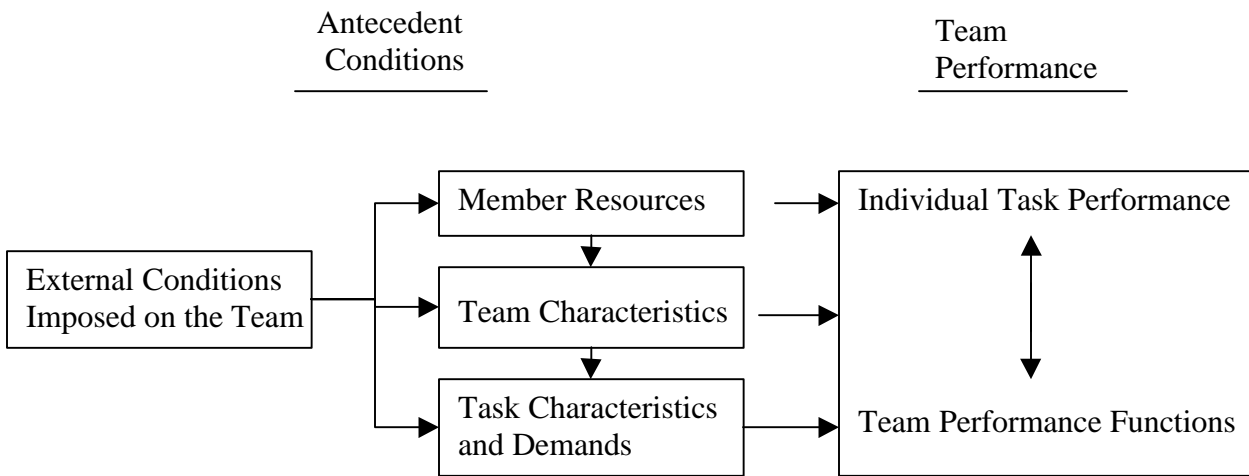 Antecedent
Conditions
Team
Performance
Member Resources
Individual Task Performance
External Conditions
Imposed on the Team
Team Characteristics
Task Characteristics
and Demands
Team Performance Functions